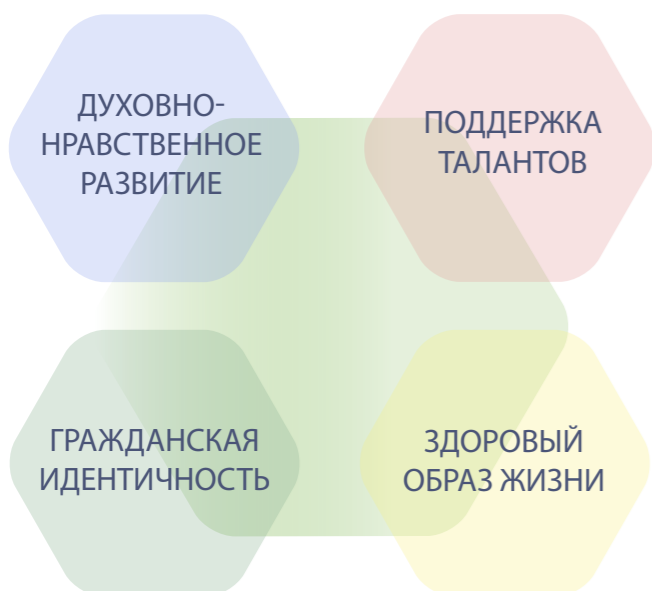 ДУХОВНО-
НРАВСТВЕННОЕ
РАЗВИТИЕ
ПОДДЕРЖКА
ТАЛАНТОВ
ГРАЖДАНСКАЯ
ИДЕНТИЧНОСТЬ
ЗДОРОВЫЙ
ОБРАЗ ЖИЗНИ